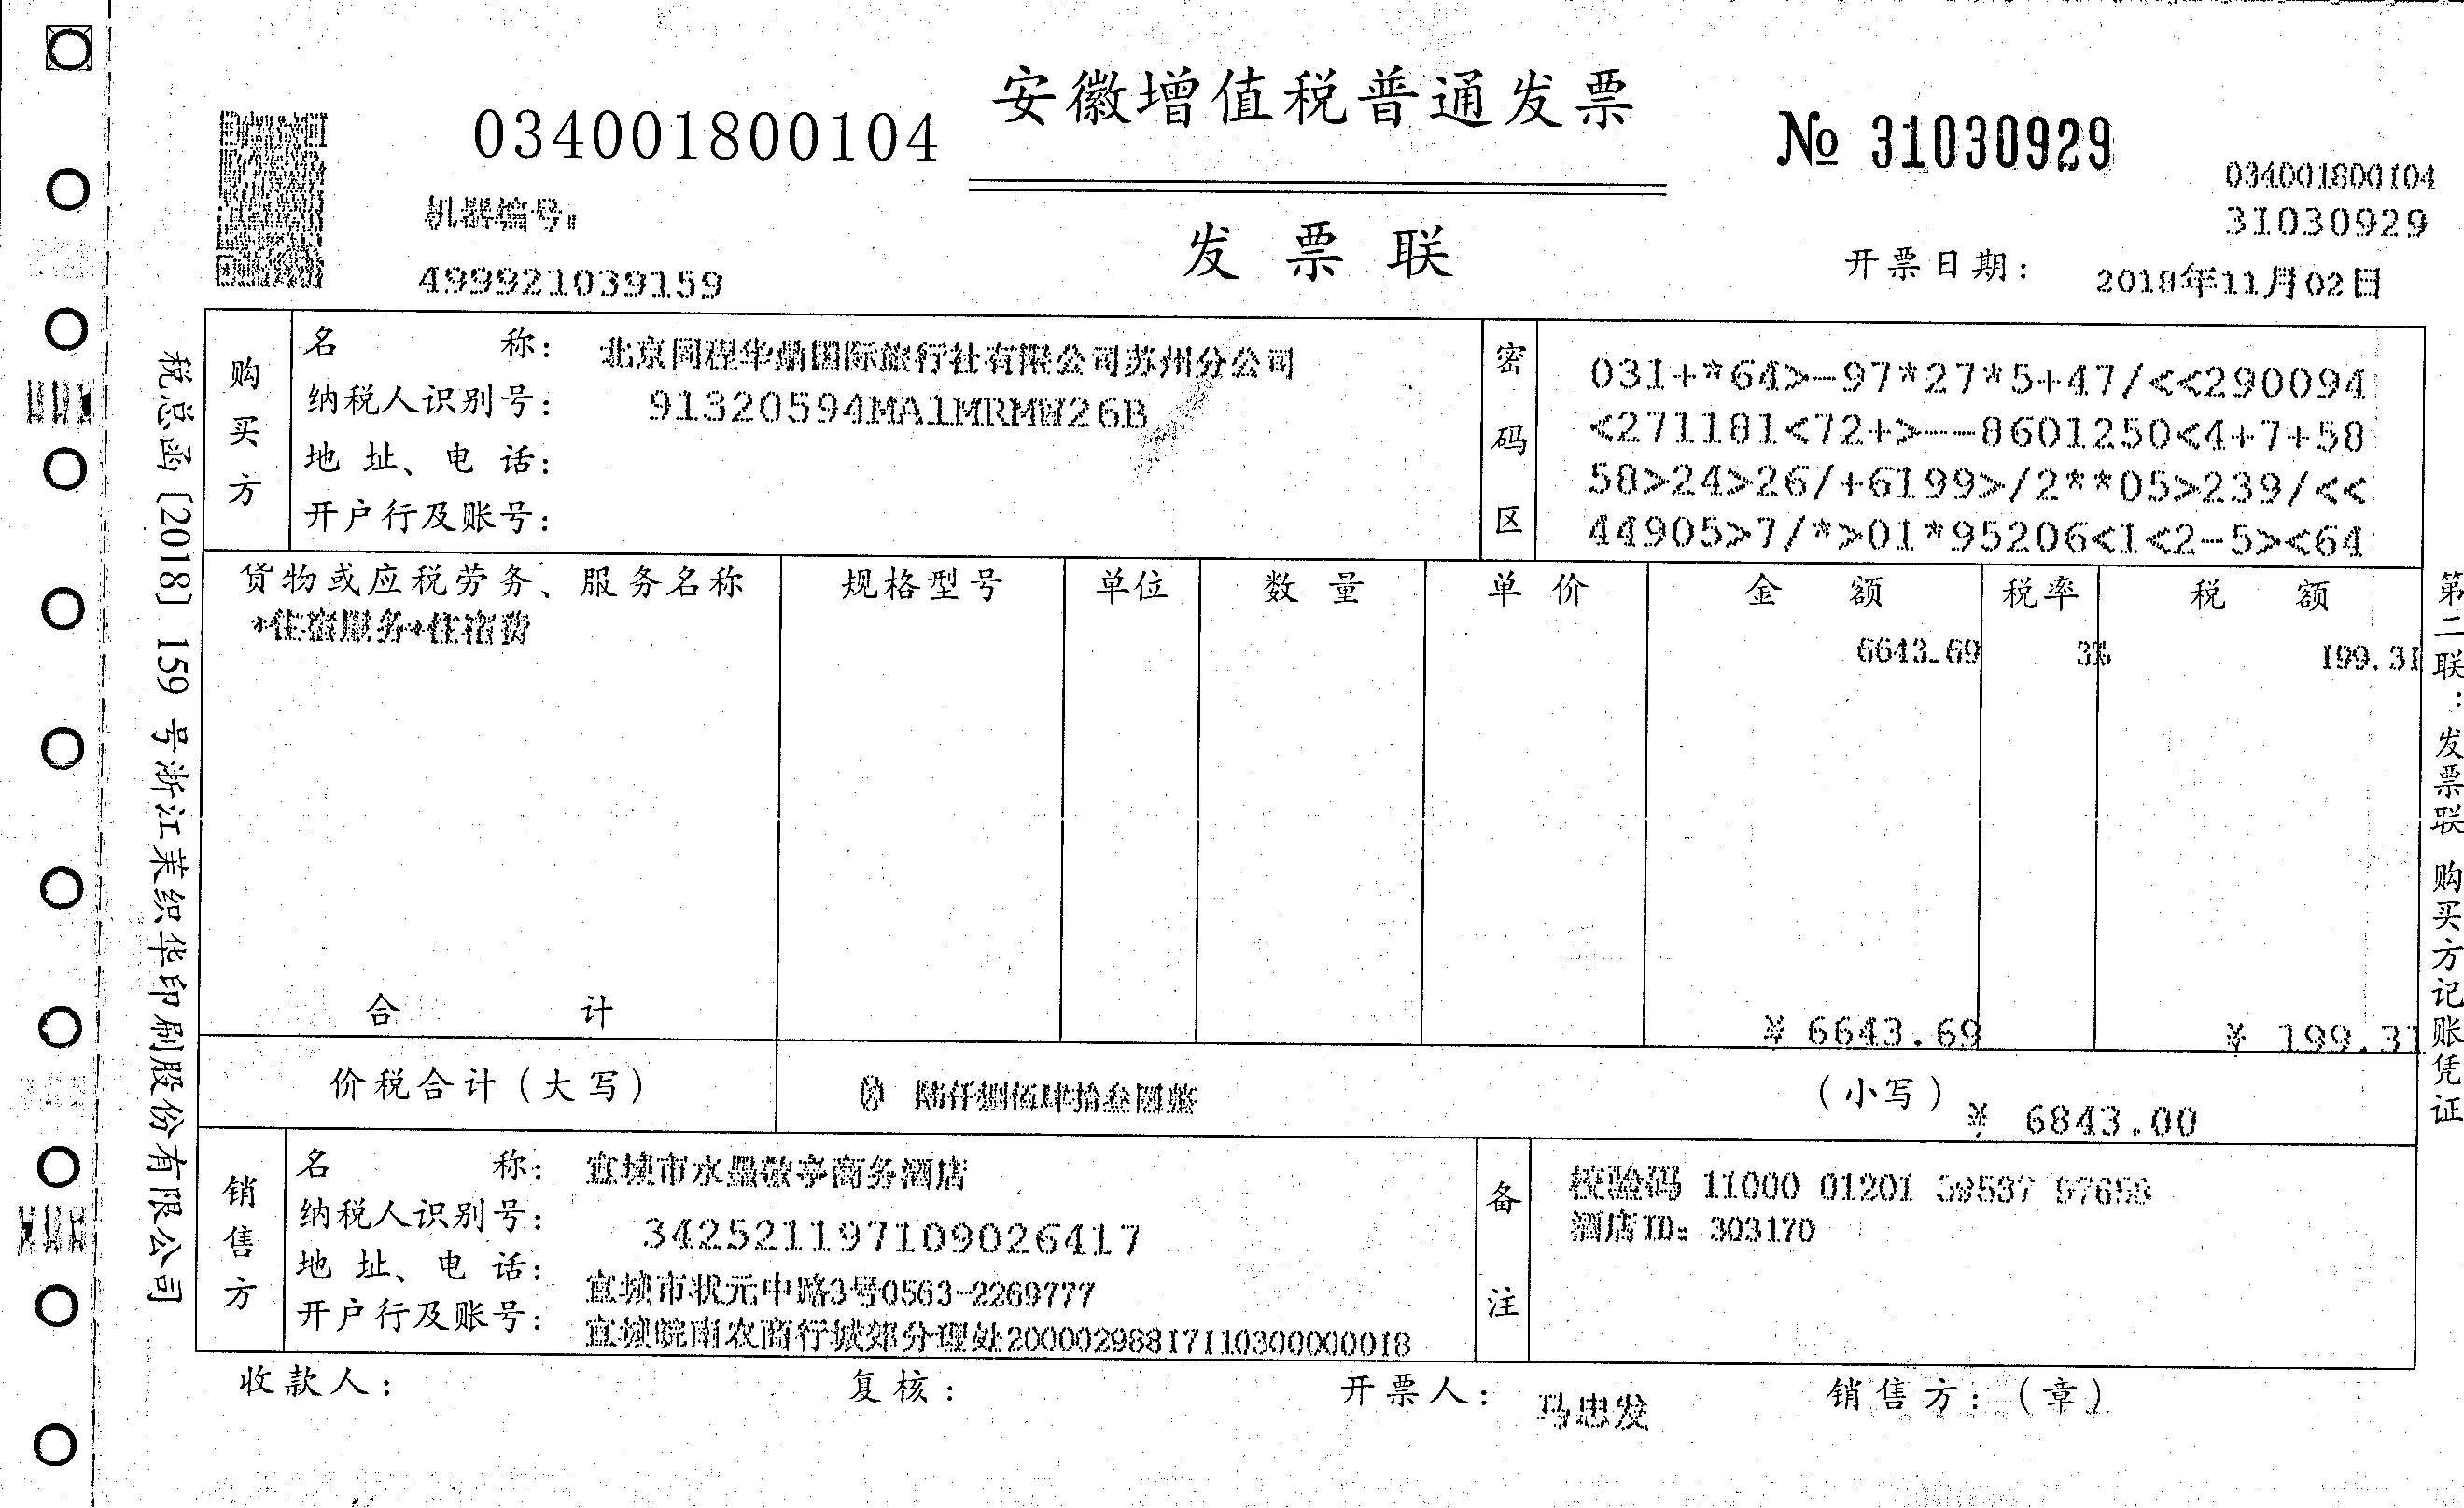 安徽增值税普通发票
034001800104
№ 31030929
034001800104
31030929
机器编号:
499921039159
发票联
开票日期: 2018年11月02日
购买方
名称: 北京同程华鼎国际旅行社有限公司苏州分公司
纳税人识别号: 91320594MA1MRMW26B
地址、电话:
开户行及账号:
密码区
031+*64>-97*27*5+47/<<290094
<271181<72+>--8601250<4+7+58
58>24>26/+6199>/2**05>239/<<
44905>7/*>01*95206<1<2-5><64
货物或应税劳务、服务名称 规格型号 单位 数量 单价 金额 税率 税额
*住宿服务*住宿费 6643.69 3% 199.31
合计 ¥ 6643.69 ¥ 199.31
价税合计(大写) ⊗ 陆仟捌佰肆拾叁圆整 (小写) ¥ 6843.00
销售方
名称: 宣城市水晶敬亭商务酒店
纳税人识别号: 342521197109026417
地址、电话: 宣城市状元中路3号0563-2269777
开户行及账号: 宣城皖南农商行城郊分理处20000298817110300000018
备注
校验码 11000 01201
酒店ID: 303170
收款人: 复核: 开票人: 马忠发 销售方:(章)
税总函〔2018〕159号浙江芙织华印刷股份有限公司
第二联:发票联 购买方记账凭证